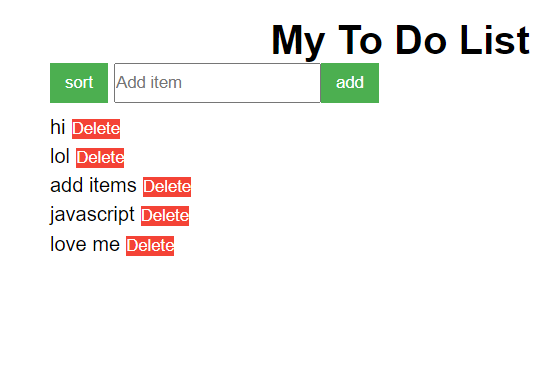 My To Do List
sort Add item add
hi Delete
lol Delete
add items Delete
javascript Delete
love me Delete